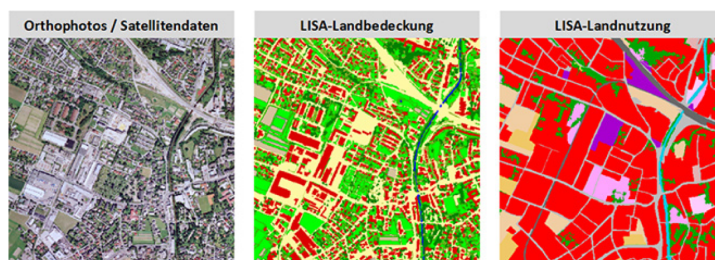 Orthophotos / Satellitendaten
LISA-Landbedeckung
LISA-Landnutzung